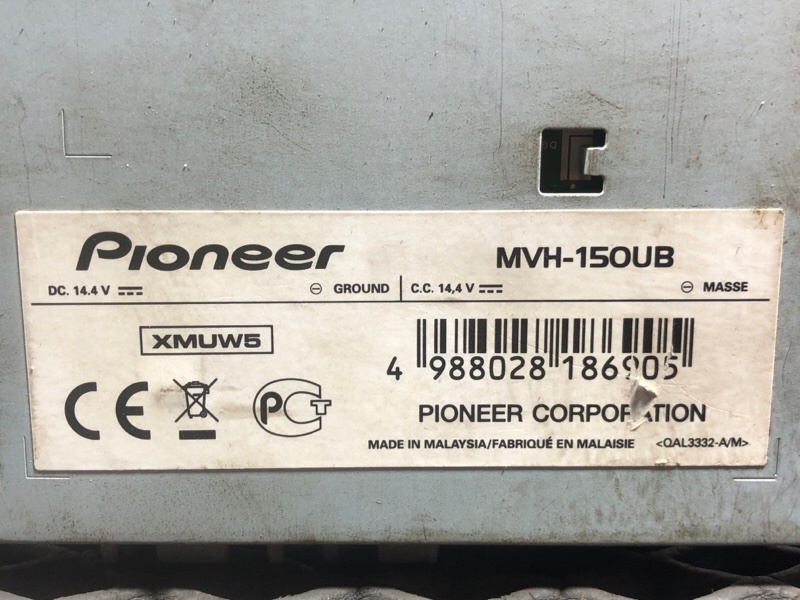 Pioneer MVH-150UB
DC. 14.4 V ⎓ ⊖ GROUND C.C. 14,4 V ⎓ ⊖ MASSE
XMUW5
4 988028 186905
CE PCT
PIONEER CORPORATION
MADE IN MALAYSIA/FABRIQUÉ EN MALAISIE <QAL3332-A/M>